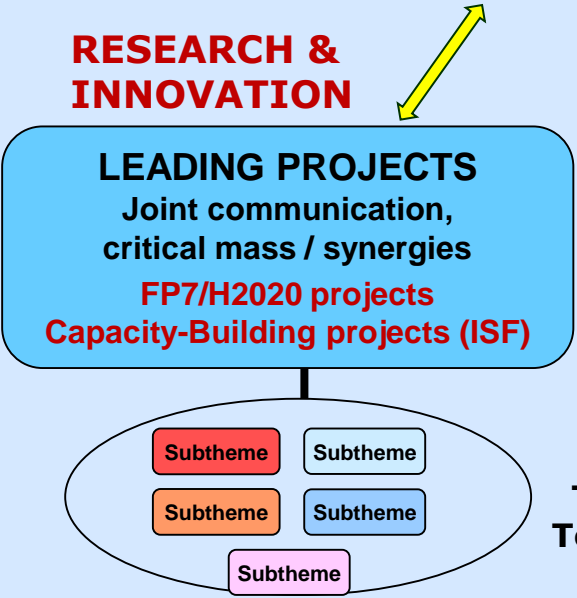 RESEARCH &
INNOVATION
LEADING PROJECTS
Joint communication,
critical mass / synergies
FP7/H2020 projects
Capacity-Building projects (ISF)
Subtheme Subtheme
Subtheme Subtheme
Subtheme